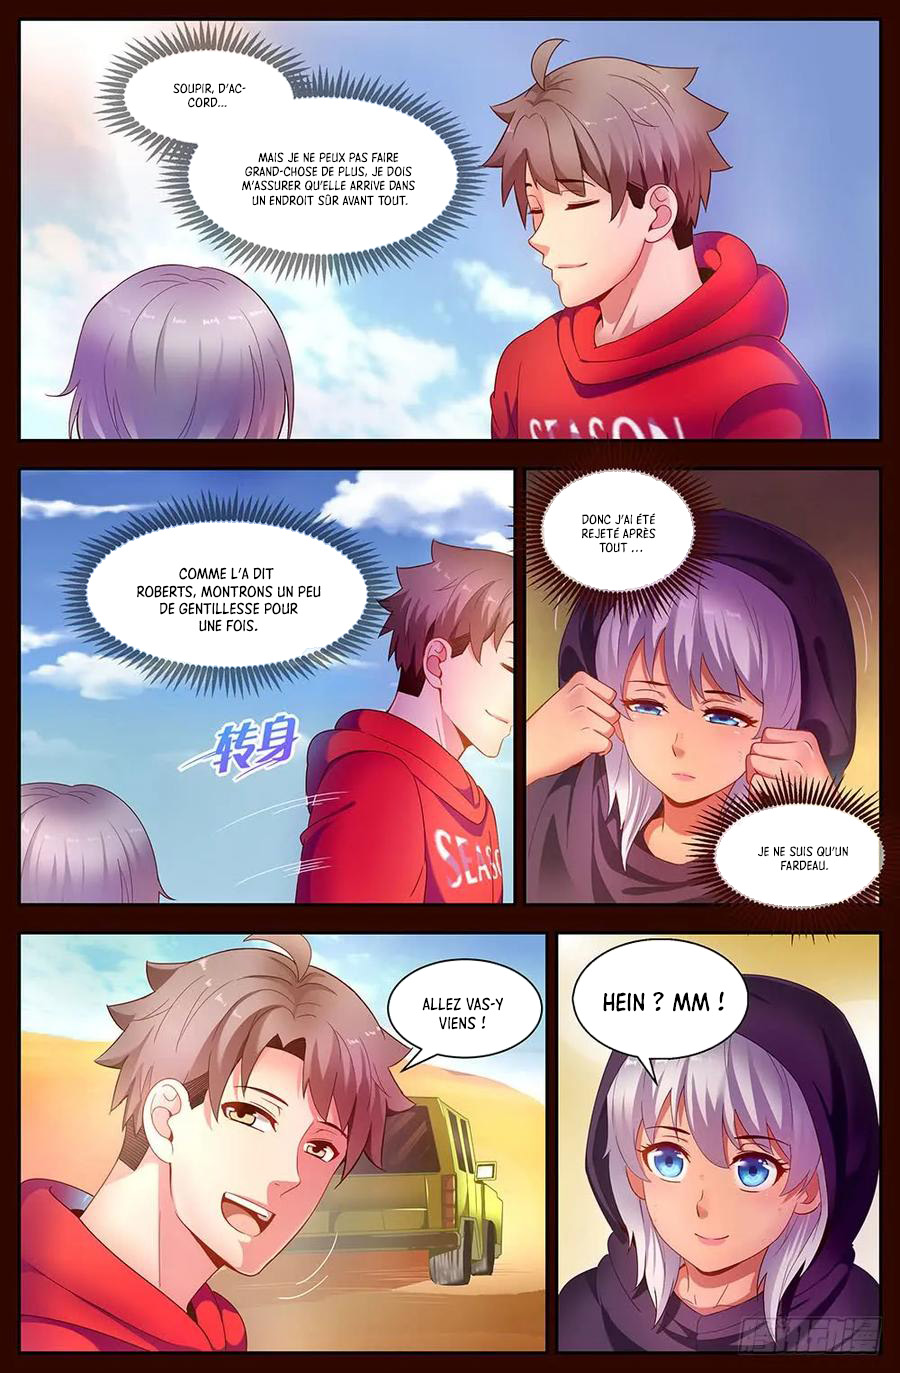 SOUPIR, D'AC-
CORD...
MAIS JE NE PEUX PAS FAIRE
GRAND-CHOSE DE PLUS, JE DOIS
M'ASSURER QU'ELLE ARRIVE DANS
UN ENDROIT SÛR AVANT TOUT.
SEASON
COMME L'A DIT
ROBERTS, MONTRONS UN PEU
DE GENTILLESSE POUR
UNE FOIS.
转身
SEASO
DONC J'AI ÉTÉ
REJETÉ APRÈS
TOUT ...
JE NE SUIS QU'UN
FARDEAU.
ALLEZ VAS-Y
VIENS !
HEIN ? MM !